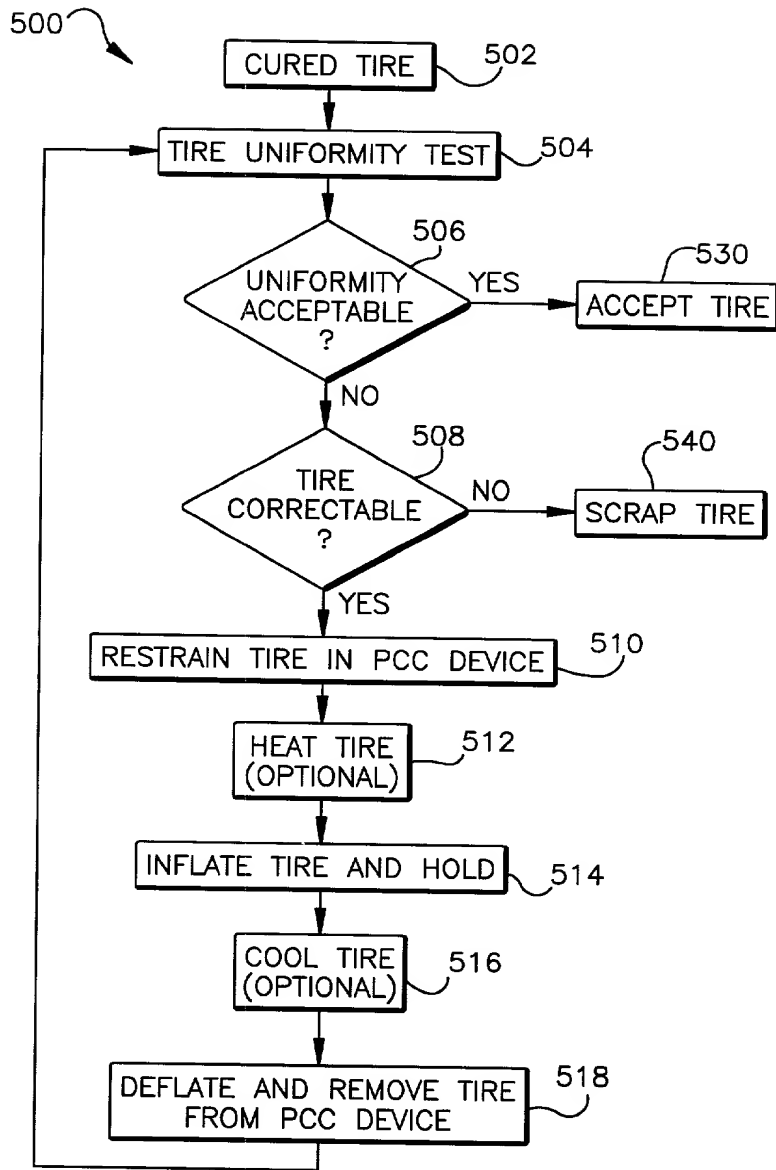 500
CURED TIRE
502
TIRE UNIFORMITY TEST
504
506
UNIFORMITY
ACCEPTABLE
?
YES
530
ACCEPT TIRE
NO
508
TIRE
CORRECTABLE
?
NO
540
SCRAP TIRE
YES
RESTRAIN TIRE IN PCC DEVICE
510
HEAT TIRE
(OPTIONAL)
512
INFLATE TIRE AND HOLD
514
COOL TIRE
(OPTIONAL)
516
DEFLATE AND REMOVE TIRE
FROM PCC DEVICE
518